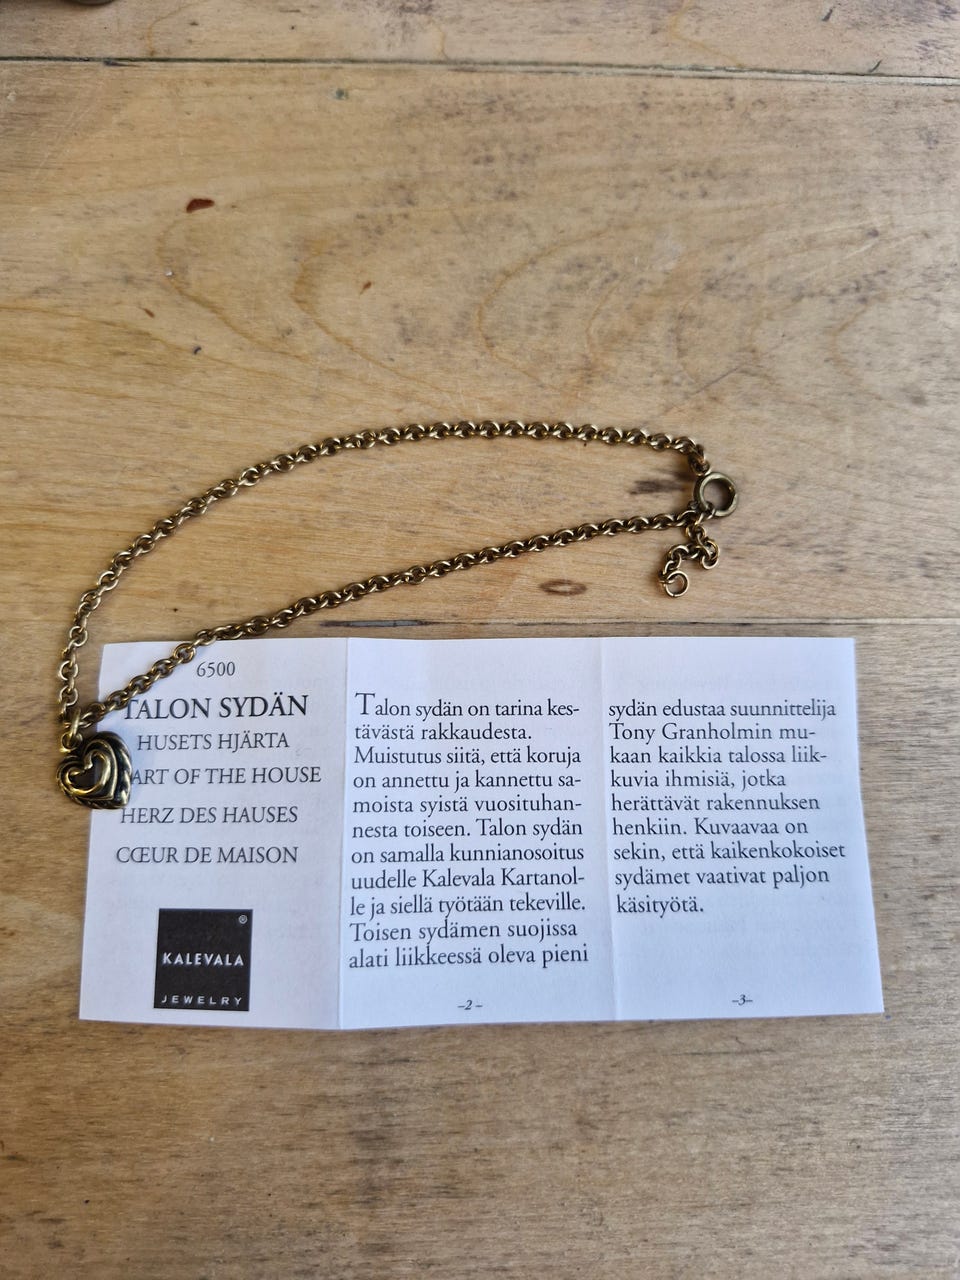 6500
TALON SYDÄN
HUSETS HJÄRTA
ART OF THE HOUSE
HERZ DES HAUSES
CŒUR DE MAISON
®
KALEVALA
JEWELRY
Talon sydän on tarina kes-
tävästä rakkaudesta.
Muistutus siitä, että koruja
on annettu ja kannettu sa-
moista syistä vuosituhan-
nesta toiseen. Talon sydän
on samalla kunnianosoitus
uudelle Kalevala Kartanol-
le ja siellä työtään tekeville.
Toisen sydämen suojissa
alati liikkeessä oleva pieni
–2–
sydän edustaa suunnittelija
Tony Granholmin mu-
kaan kaikkia talossa liik-
kuvia ihmisiä, jotka
herättävät rakennuksen
henkiin. Kuvaavaa on
sekin, että kaikenkokoiset
sydämet vaativat paljon
käsityötä.
–3–